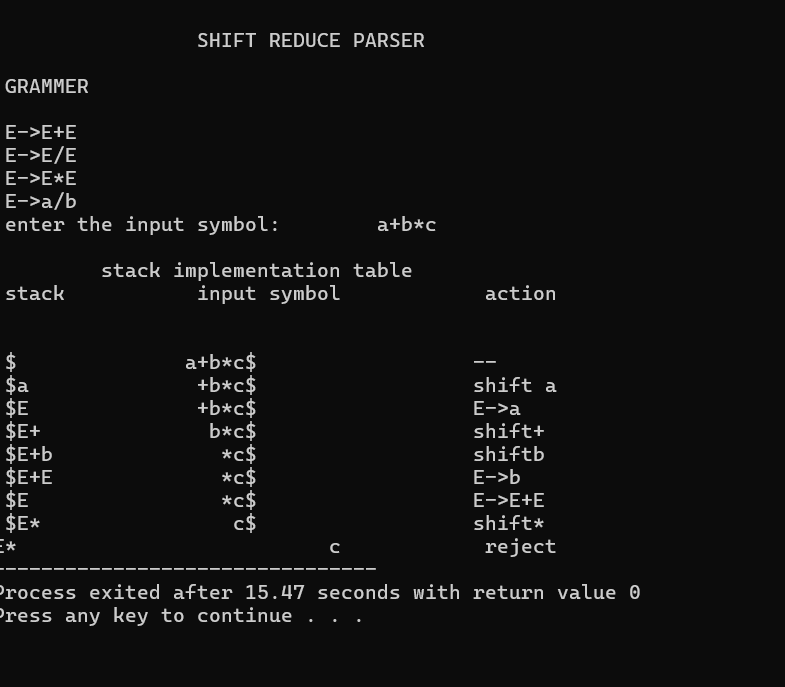 SHIFT REDUCE PARSER
GRAMMER
E->E+E
E->E/E
E->E*E
E->a/b
enter the input symbol: a+b*c
stack implementation table
stack input symbol action
$ a+b*c$ --
$a +b*c$ shift a
$E +b*c$ E->a
$E+ b*c$ shift+
$E+b *c$ shiftb
$E+E *c$ E->b
$E *c$ E->E+E
$E* c$ shift*
E* c reject
--------------------------------
Process exited after 15.47 seconds with return value 0
Press any key to continue . . .